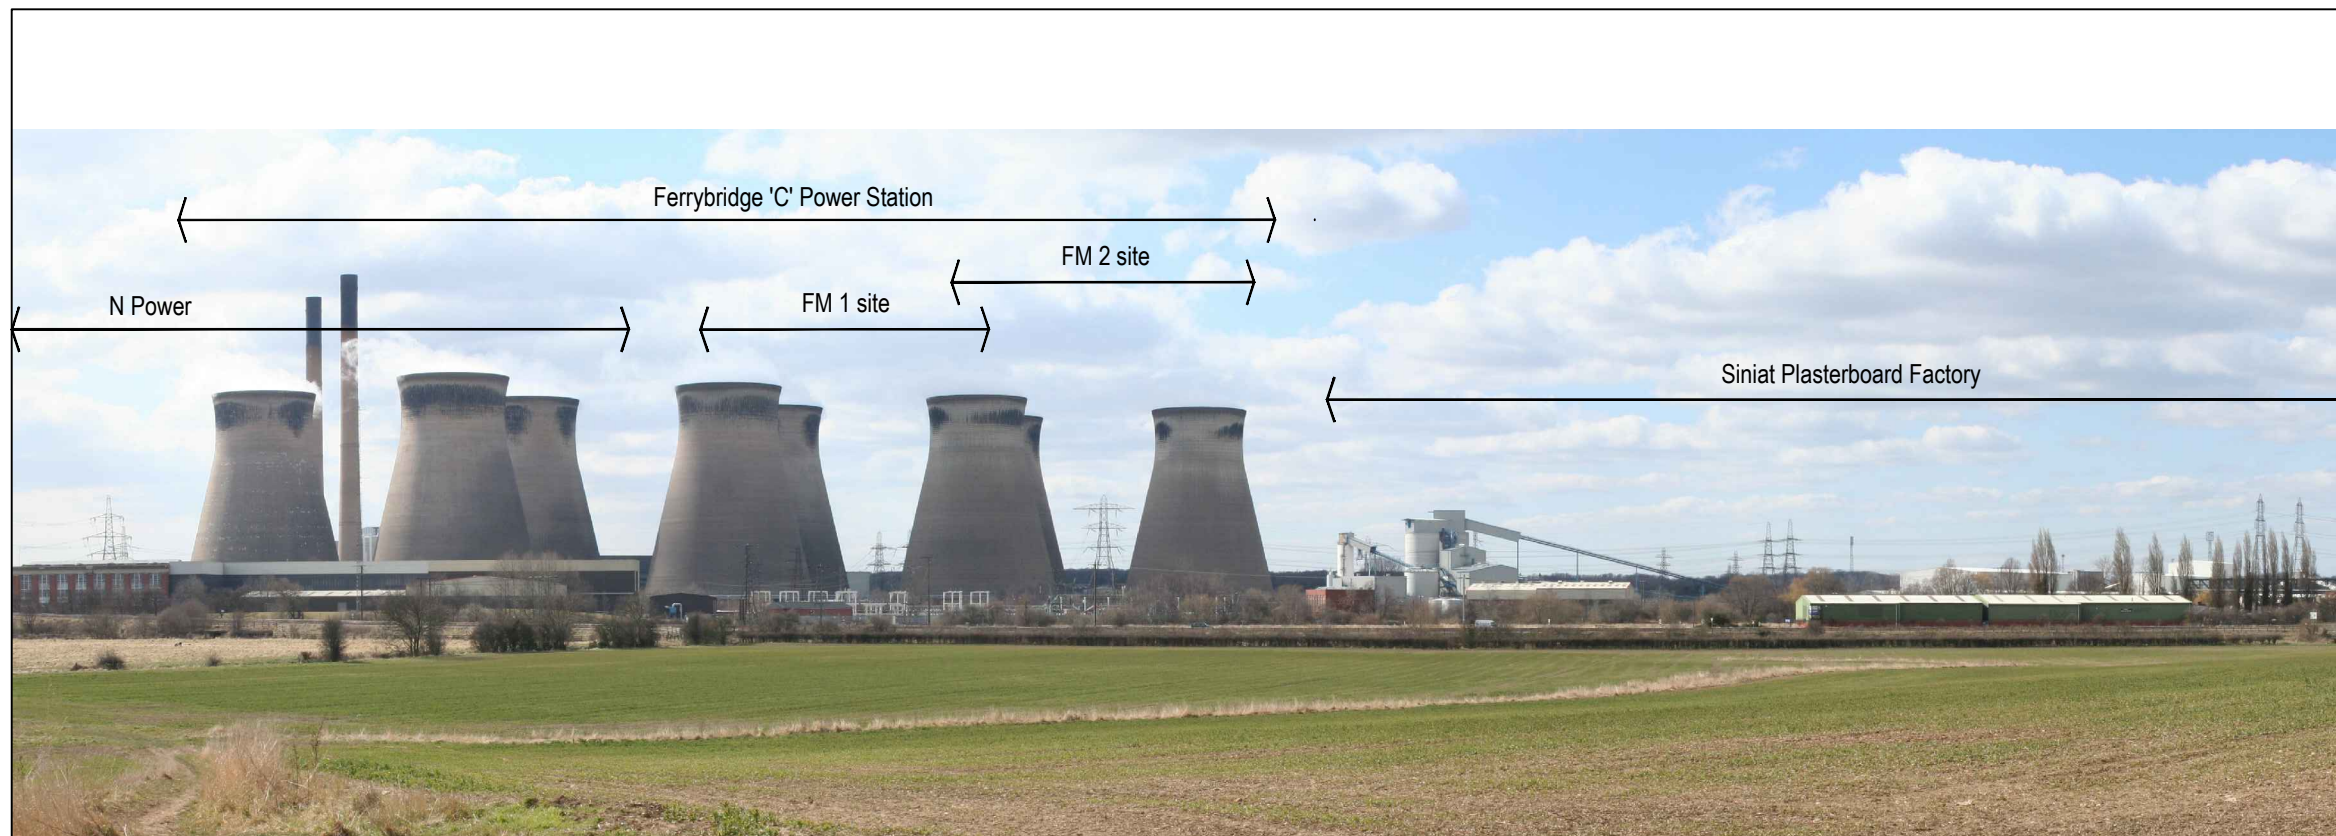 Ferrybridge 'C' Power Station
FM 2 site
N Power
FM 1 site
Siniat Plasterboard Factory